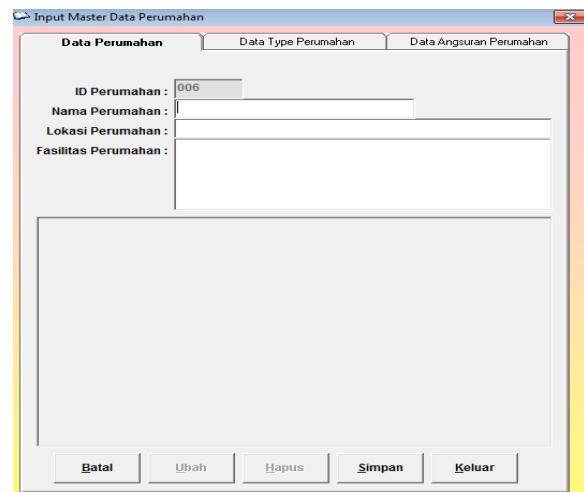 Input Master Data Perumahan
Data Perumahan Data Type Perumahan Data Angsuran Perumahan
ID Perumahan : 006
Nama Perumahan :
Lokasi Perumahan :
Fasilitas Perumahan :
Batal Ubah Hapus Simpan Keluar